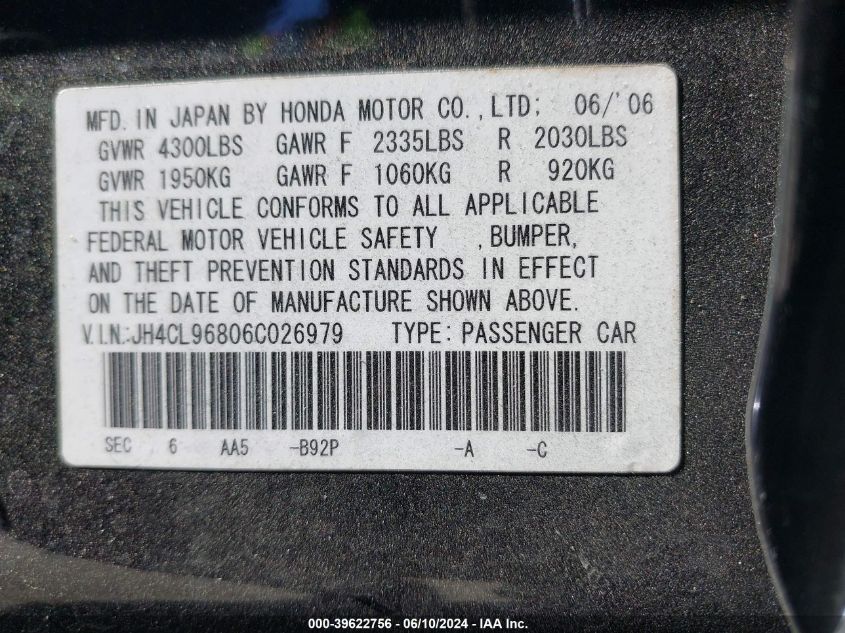 MFD. IN JAPAN BY HONDA MOTOR CO., LTD; 06/'06
GVWR 4300LBS GAWR F 2335LBS R 2030LBS
GVWR 1950KG GAWR F 1060KG R 920KG
THIS VEHICLE CONFORMS TO ALL APPLICABLE
FEDERAL MOTOR VEHICLE SAFETY , BUMPER,
AND THEFT PREVENTION STANDARDS IN EFFECT
ON THE DATE OF MANUFACTURE SHOWN ABOVE.
V.I.N.:JH4CL96806C026979 TYPE: PASSENGER CAR
SEC 6 AA5 -B92P -A -C
000-39622756 - 06/10/2024 - IAA Inc.